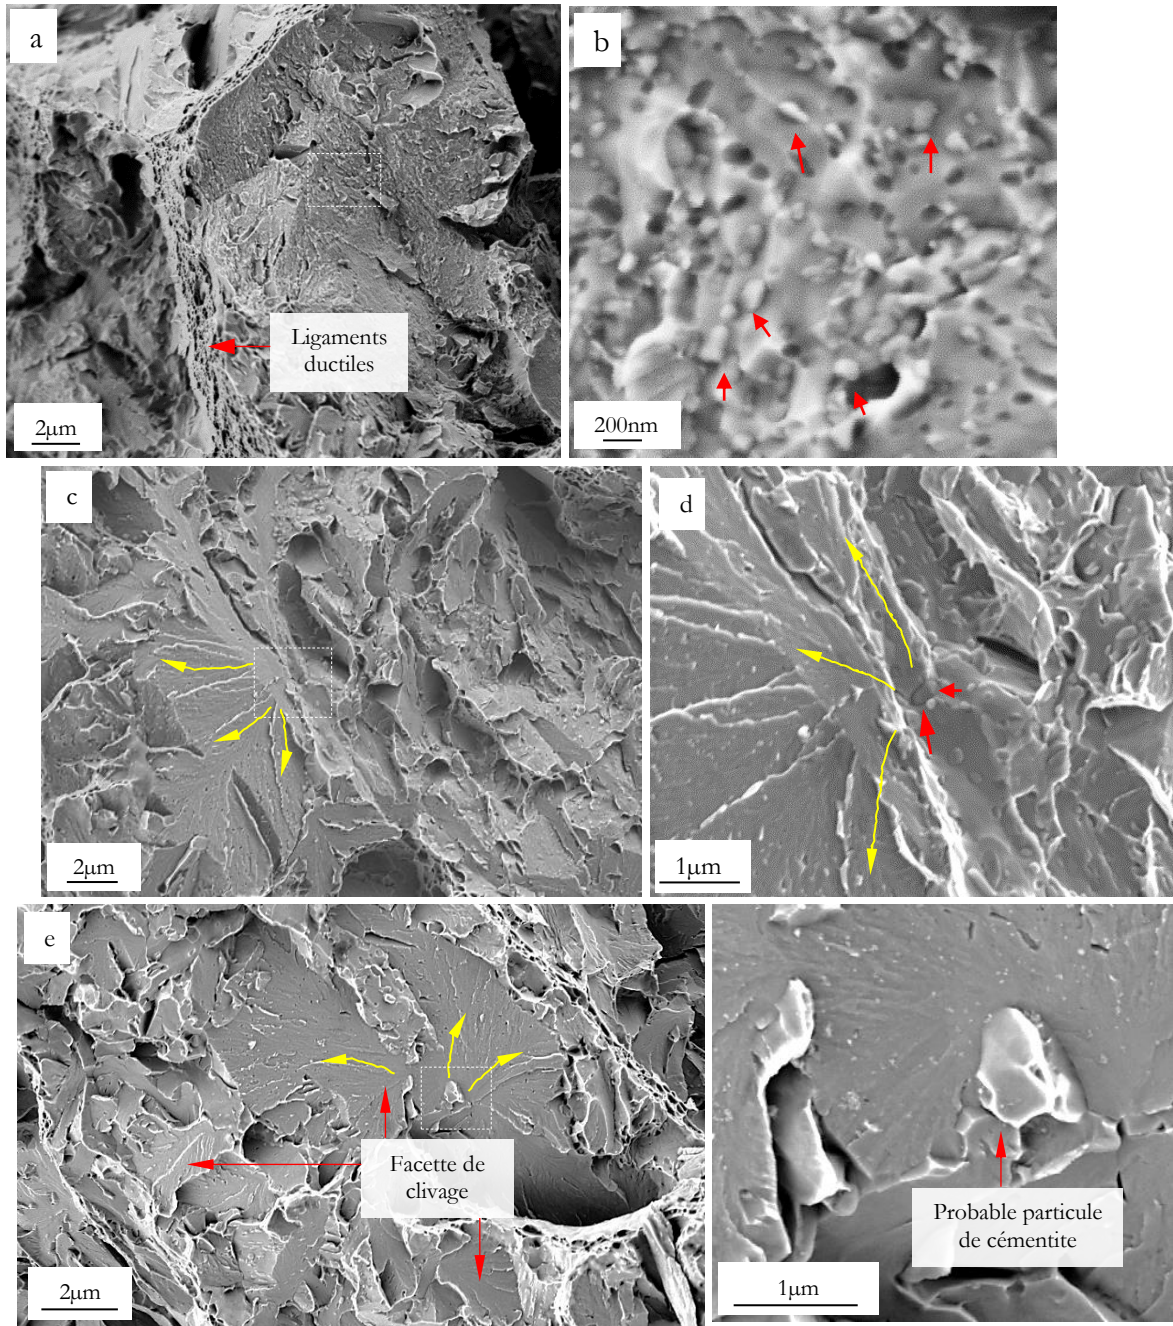 a
b
Ligaments
ductiles
2μm
200nm
c
d
2μm
1μm
e
Facette de
clivage
Probable particule
de cémentite
2μm
1μm